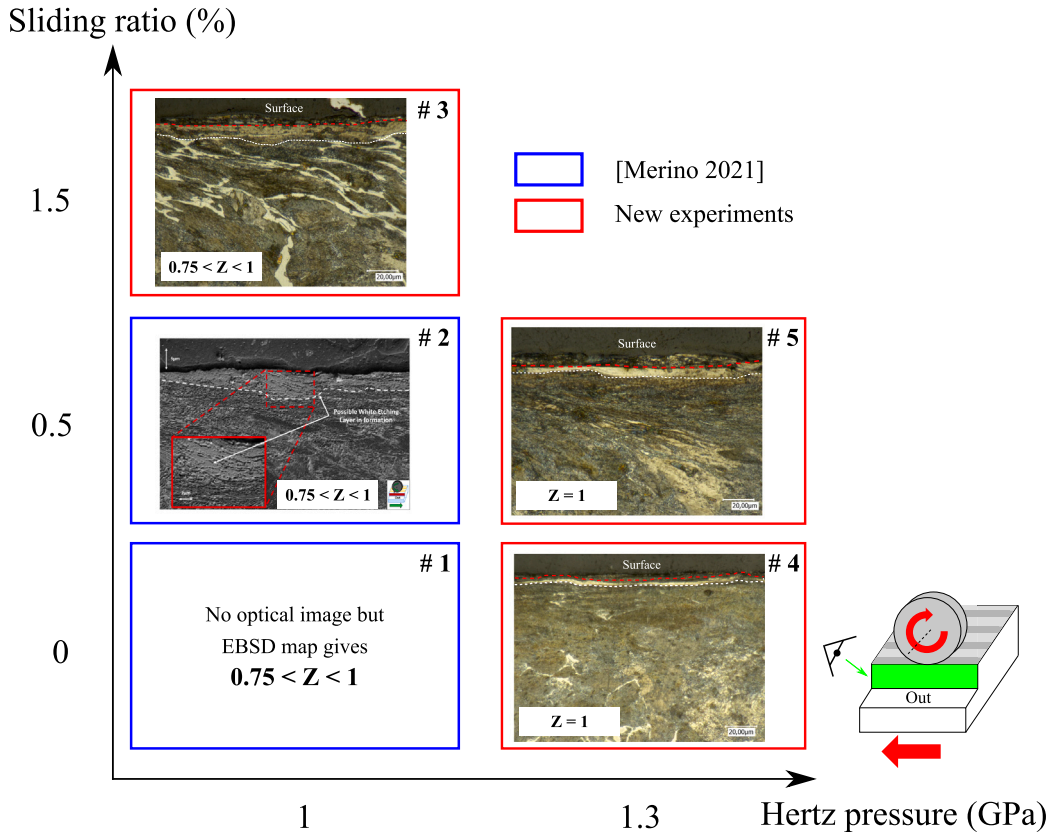 Sliding ratio (%)
# 3
Surface
1.5
0.75 < Z < 1
20,00µm
[Merino 2021]
New experiments
# 2
0.5
Possible White Etching
Layer in formation
0.75 < Z < 1
# 5
Surface
Z = 1
20,00µm
# 1
0
No optical image but
EBSD map gives
0.75 < Z < 1
# 4
Surface
Z = 1
20,00µm
Out
1
1.3
Hertz pressure (GPa)